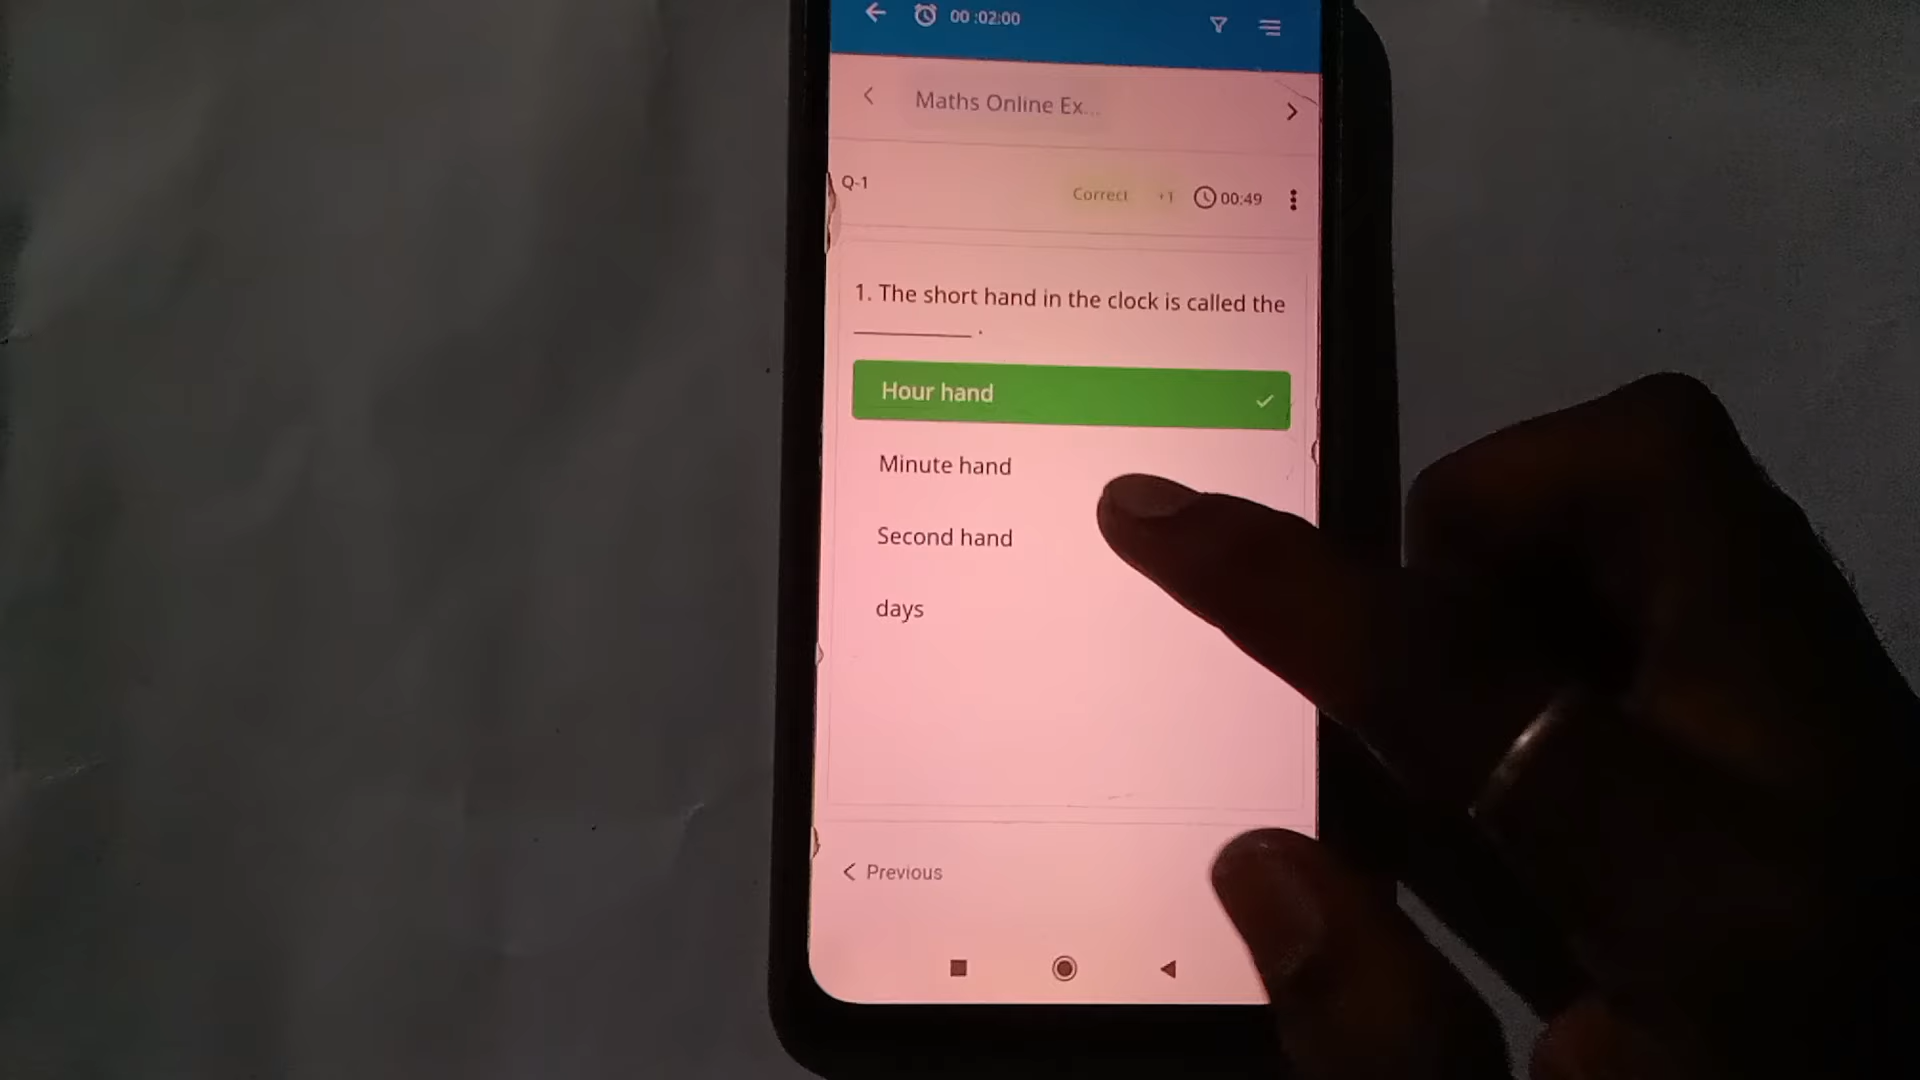 00 :02:00
Maths Online Ex...
Q-1 Correct +1 00:49
1. The short hand in the clock is called the
__________ .
Hour hand
Minute hand
Second hand
days
Previous